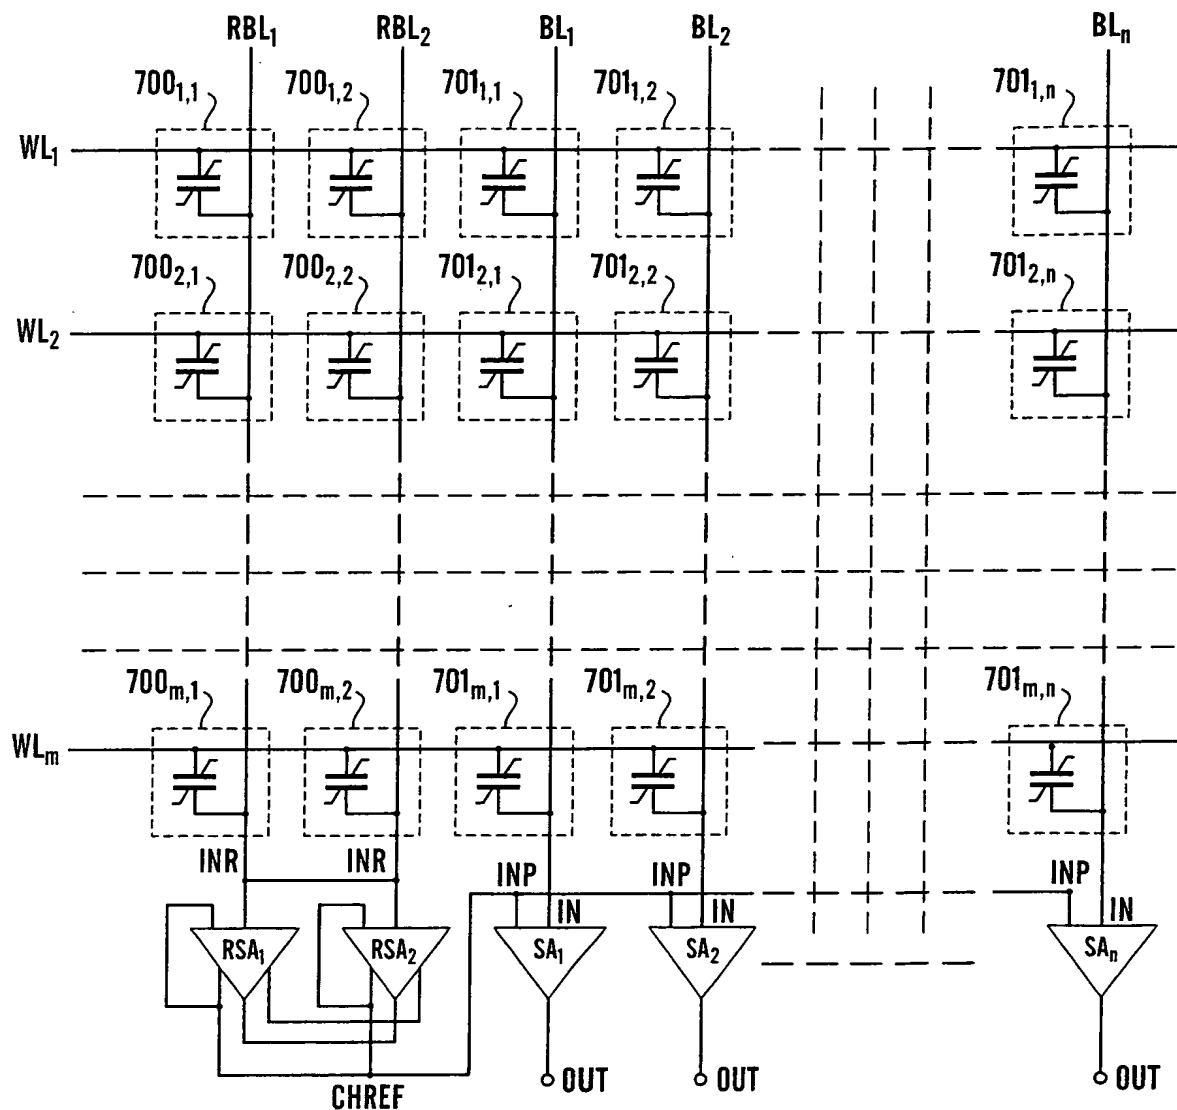 RBL1 RBL2 BL1 BL2 BLn
7001,1 7001,2 7011,1 7011,2 7011,n
WL1
7002,1 7002,2 7012,1 7012,2 7012,n
WL2
700m,1 700m,2 701m,1 701m,2 701m,n
WLm
INR INR INP INP INP
IN IN IN
RSA1 RSA2 SA1 SA2 SAn
CHREF OUT OUT OUT